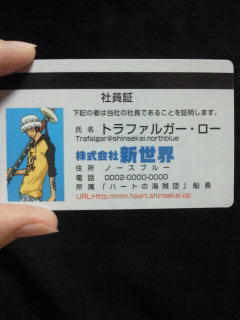 社員証
下記の者は当社の社員であることを証明します。
氏 名 トラファルガー・ロー
Trafalgar@shinsekai.northblue
株式会社 新世界
住 所 ノースブルー
電 話 0002-0000-0000
所 属 「ハートの海賊団」船長
URL:Http.mmm.heart.shinsekai.op